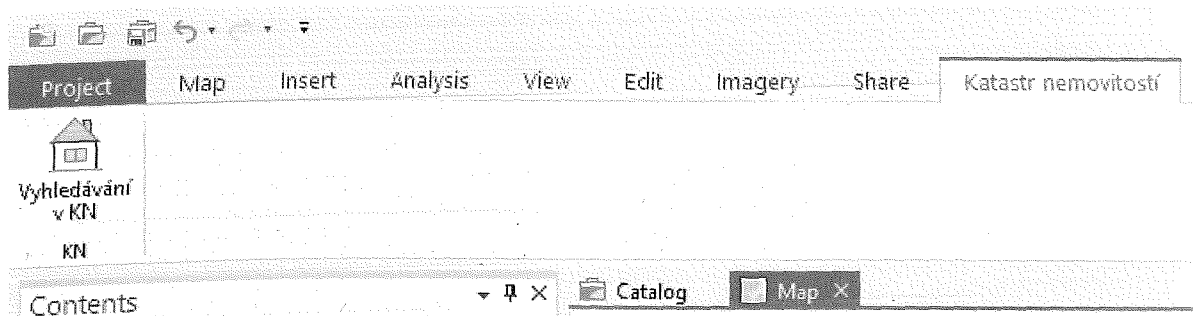 Project Map Insert Analysis View Edit Imagery Share Katastr nemovitostí
Vyhledávání
v KN
KN
Contents
Catalog Map